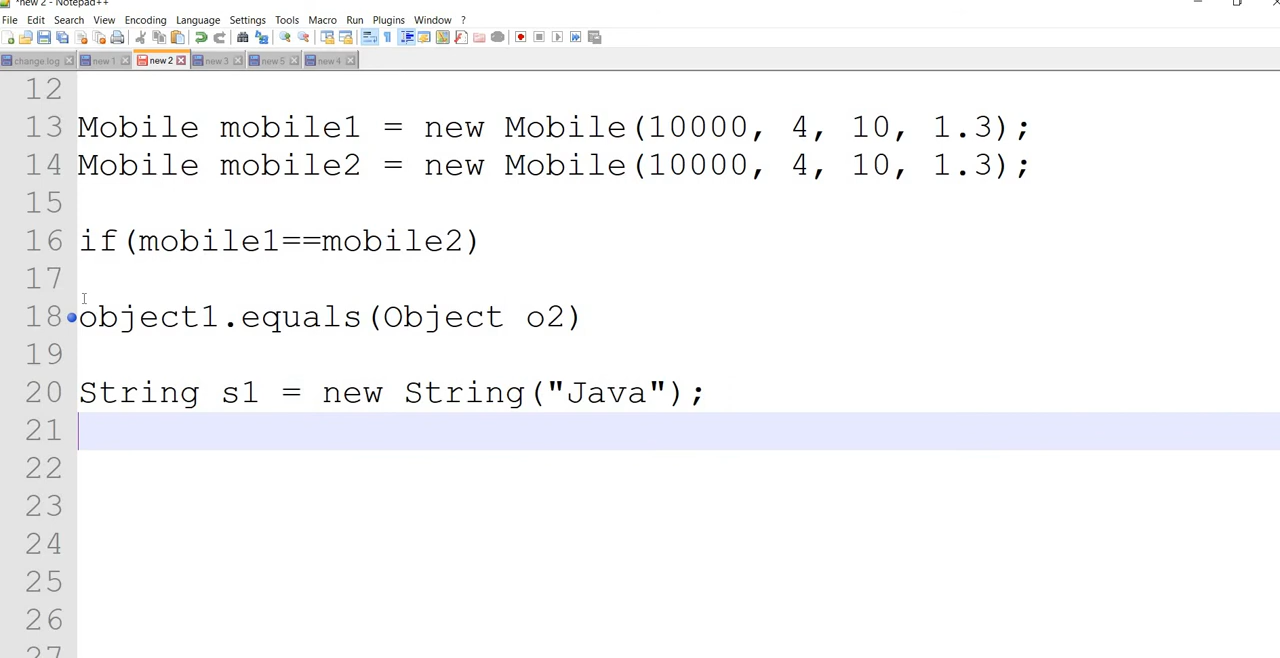 *new 2 - Notepad++
File Edit Search View Encoding Language Settings Tools Macro Run Plugins Window ?
change log new 1 new 2 new 3 new 5 new 4
12
13 Mobile mobile1 = new Mobile(10000, 4, 10, 1.3);
14 Mobile mobile2 = new Mobile(10000, 4, 10, 1.3);
15
16 if(mobile1==mobile2)
17
18 object1.equals(Object o2)
19
20 String s1 = new String("Java");
21
22
23
24
25
26
27